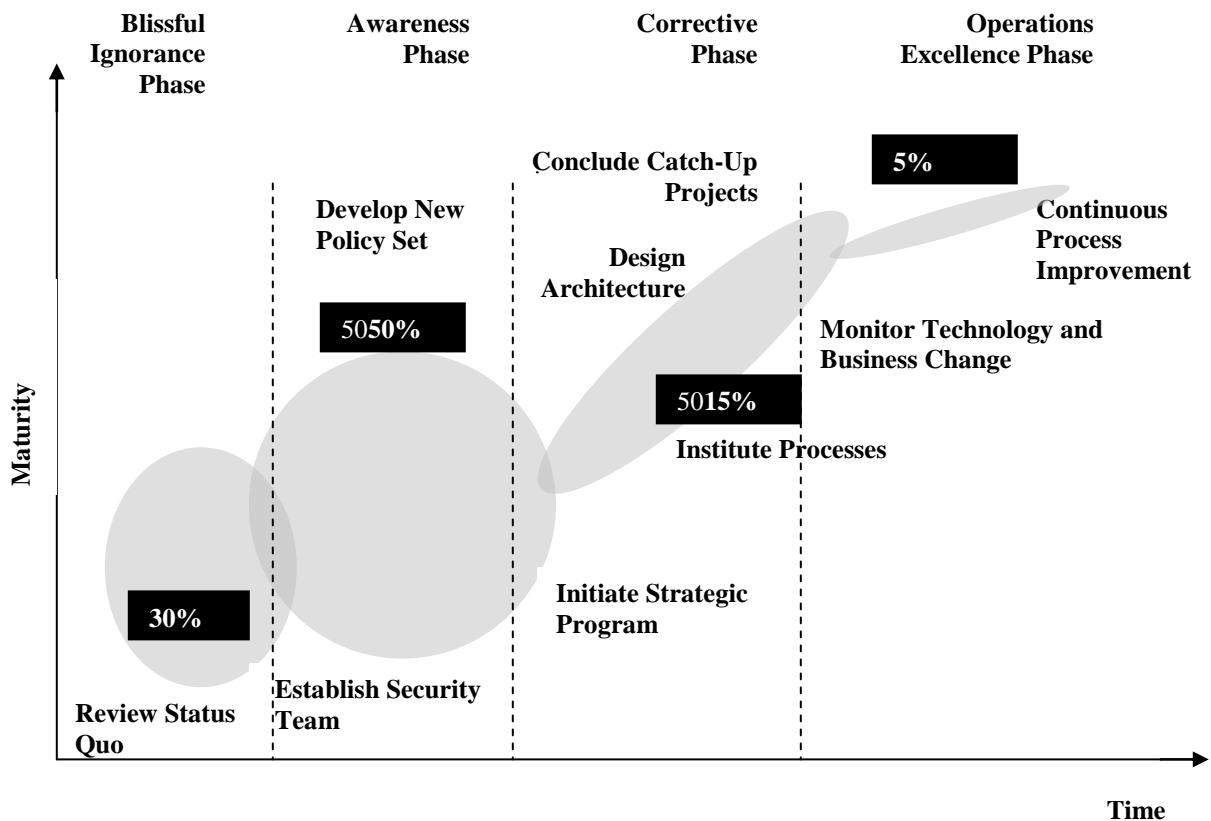 Blissful
Ignorance
Phase
Awareness
Phase
Corrective
Phase
Operations
Excellence Phase
Conclude Catch-Up
Projects
5%
Develop New
Policy Set
Continuous
Process
Improvement
Design
Architecture
5050%
Monitor Technology and
Business Change
5015%
Institute Processes
Maturity
30%
Initiate Strategic
Program
Establish Security
Team
Review Status
Quo
Time